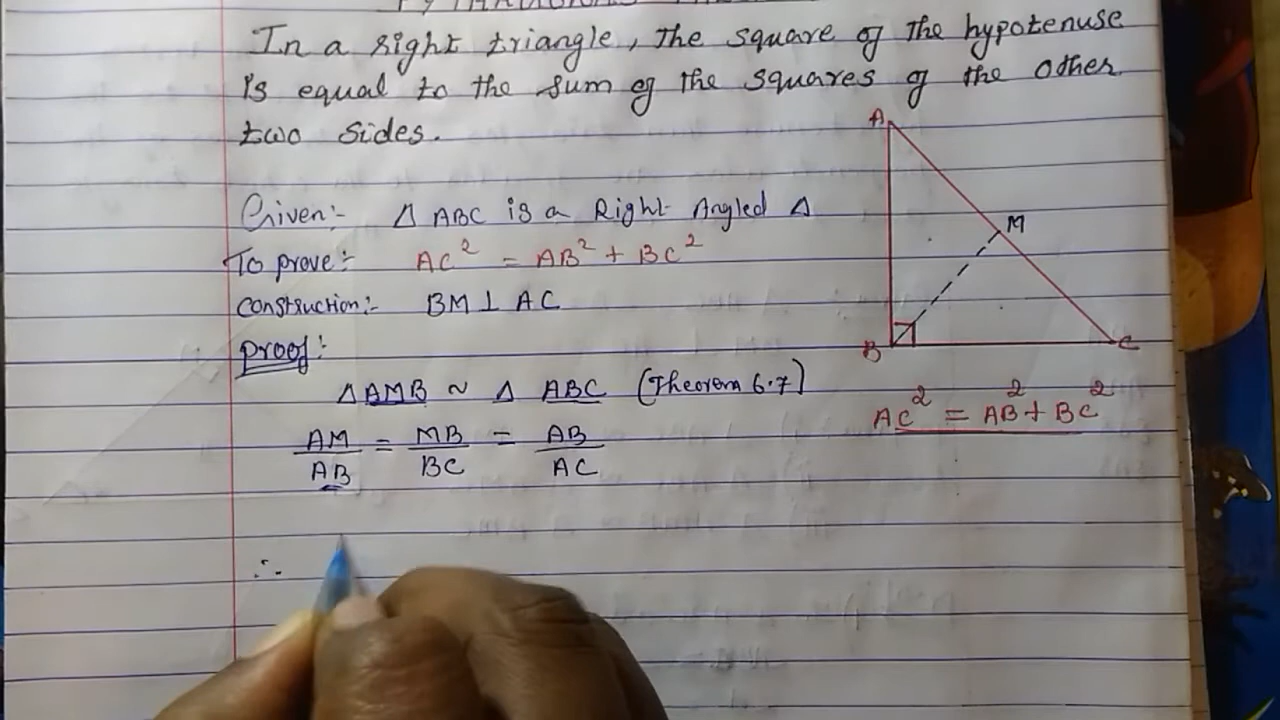 In a right triangle, the square of the hypotenuse
is equal to the sum of the squares of the other
two sides.
Given:- Δ ABC is a Right Angled Δ
To prove:- AC² = AB² + BC²
Construction:- BM ⊥ AC
Proof:
Δ AMB ~ Δ ABC (Theorem 6.7)
AM/AB = MB/BC = AB/AC
∴
A
M
B
C
AC² = AB² + BC²